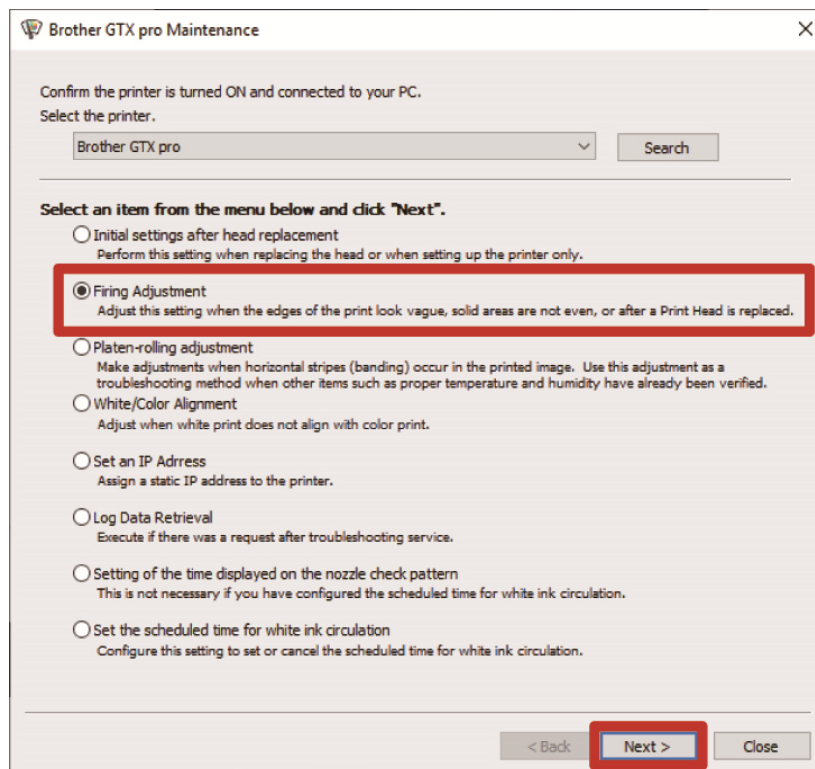 Brother GTX pro Maintenance
Confirm the printer is turned ON and connected to your PC.
Select the printer.
Brother GTX pro
Search
Select an item from the menu below and click "Next".
Initial settings after head replacement
Perform this setting when replacing the head or when setting up the printer only.
Firing Adjustment
Adjust this setting when the edges of the print look vague, solid areas are not even, or after a Print Head is replaced.
Platen-rolling adjustment
Make adjustments when horizontal stripes (banding) occur in the printed image. Use this adjustment as a
troubleshooting method when other items such as proper temperature and humidity have already been verified.
White/Color Alignment
Adjust when white print does not align with color print.
Set an IP Adrress
Assign a static IP address to the printer.
Log Data Retrieval
Execute if there was a request after troubleshooting service.
Setting of the time displayed on the nozzle check pattern
This is not necessary if you have configured the scheduled time for white ink circulation.
Set the scheduled time for white ink circulation
Configure this setting to set or cancel the scheduled time for white ink circulation.
< Back
Next >
Close